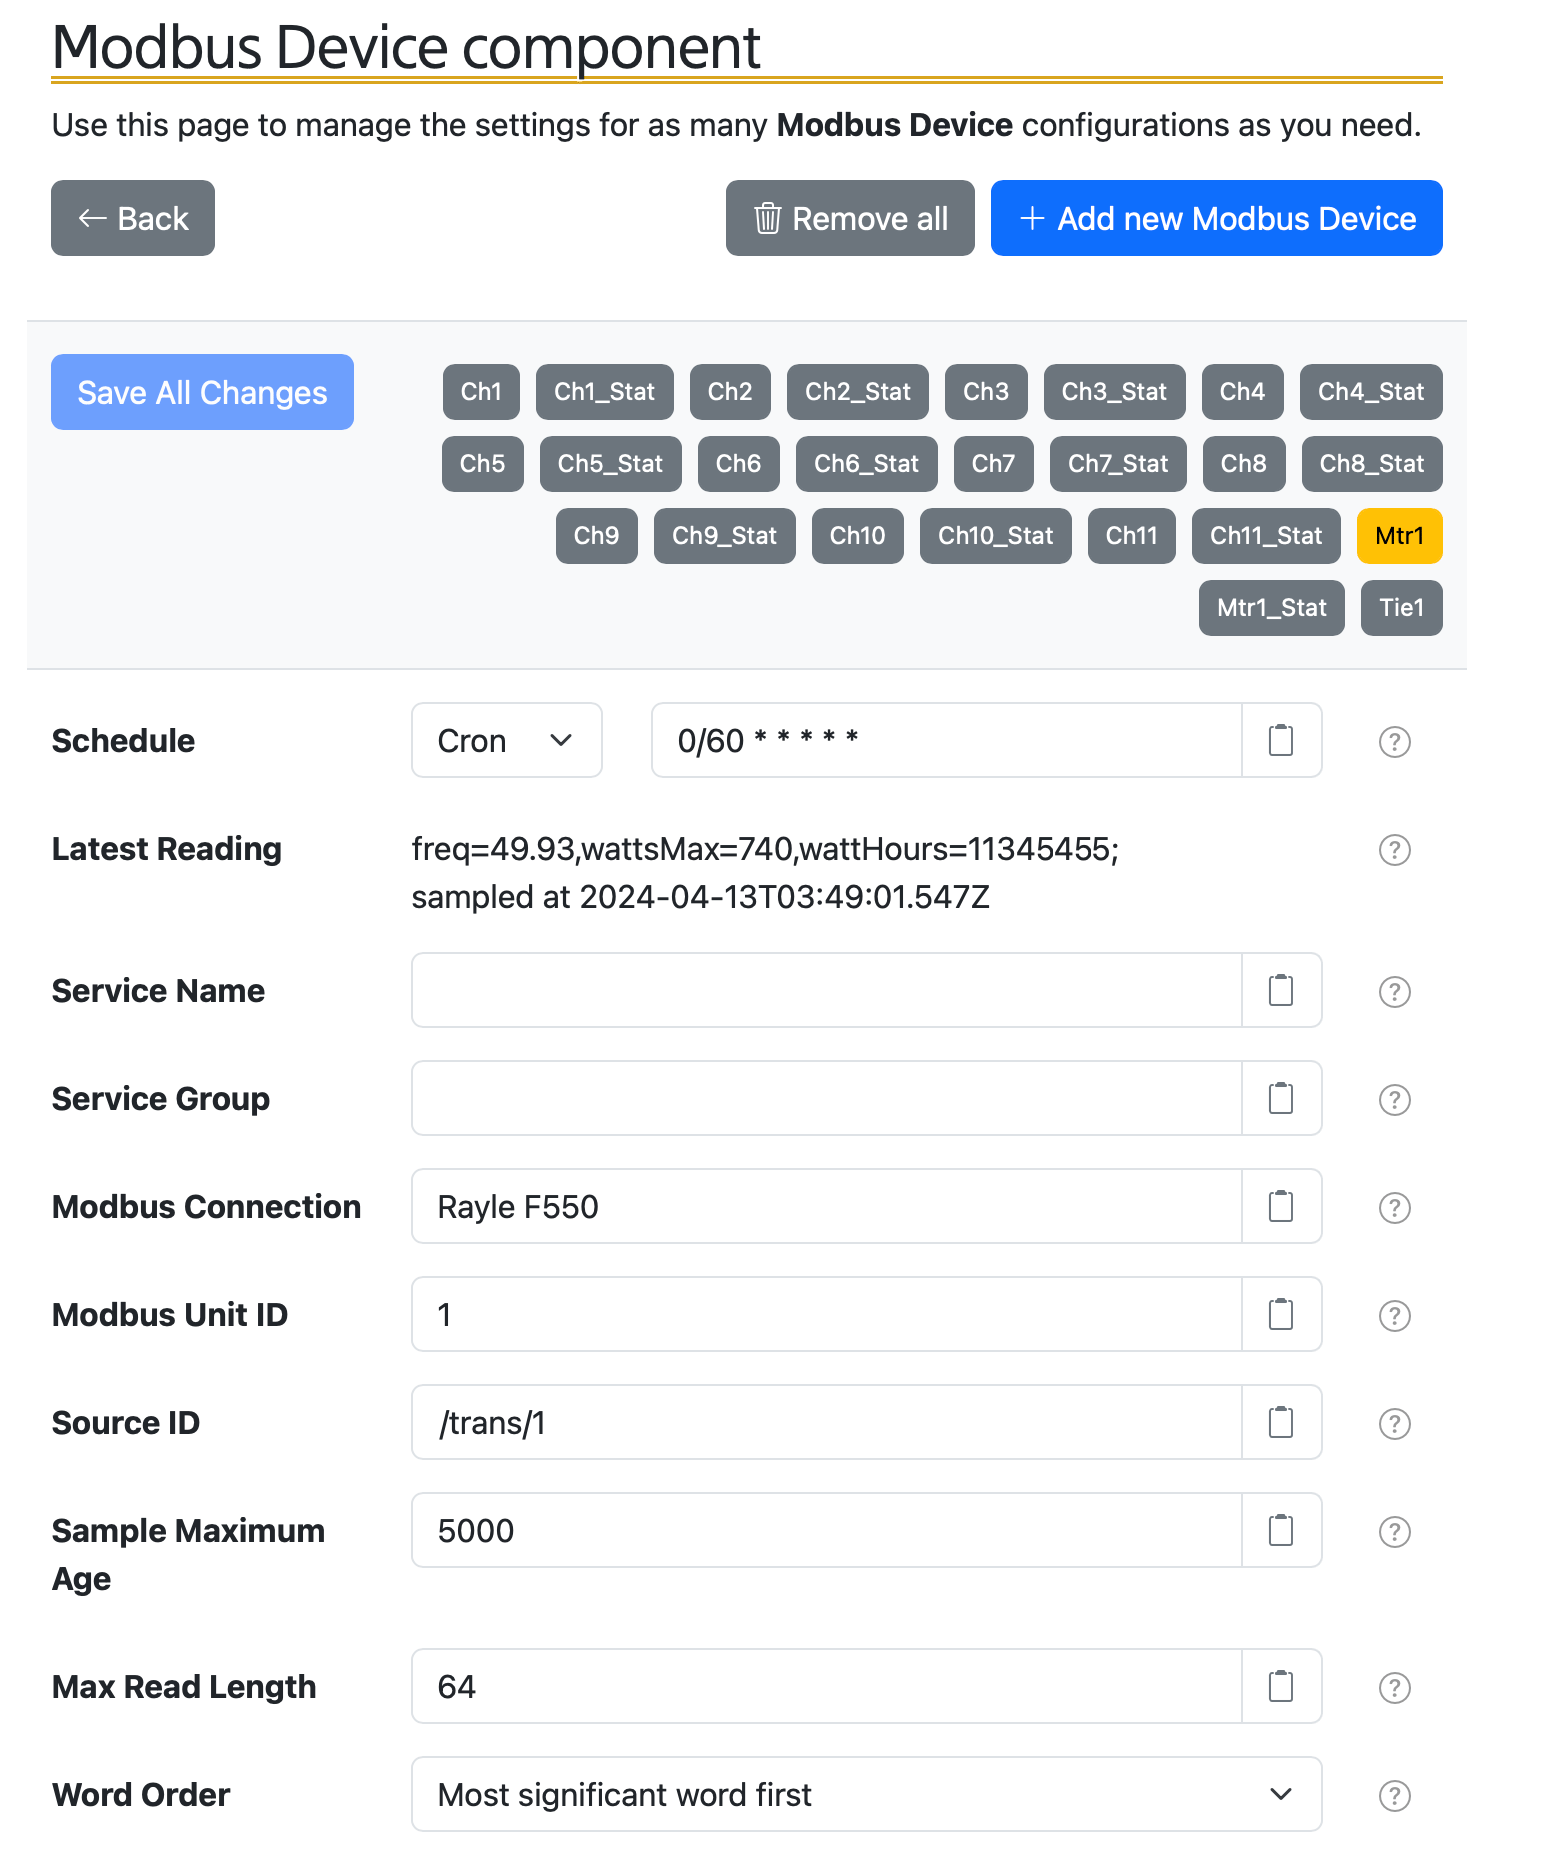 Modbus Device component
Use this page to manage the settings for as many Modbus Device configurations as you need.
← Back
Remove all
+ Add new Modbus Device
Save All Changes
Ch1 Ch1_Stat Ch2 Ch2_Stat Ch3 Ch3_Stat Ch4 Ch4_Stat
Ch5 Ch5_Stat Ch6 Ch6_Stat Ch7 Ch7_Stat Ch8 Ch8_Stat
Ch9 Ch9_Stat Ch10 Ch10_Stat Ch11 Ch11_Stat Mtr1
Mtr1_Stat Tie1
Schedule Cron 0/60 * * * * * ?
Latest Reading freq=49.93,wattsMax=740,wattHours=11345455; ?
sampled at 2024-04-13T03:49:01.547Z
Service Name ?
Service Group ?
Modbus Connection Rayle F550 ?
Modbus Unit ID 1 ?
Source ID /trans/1 ?
Sample Maximum 5000 ?
Age
Max Read Length 64 ?
Word Order Most significant word first ?